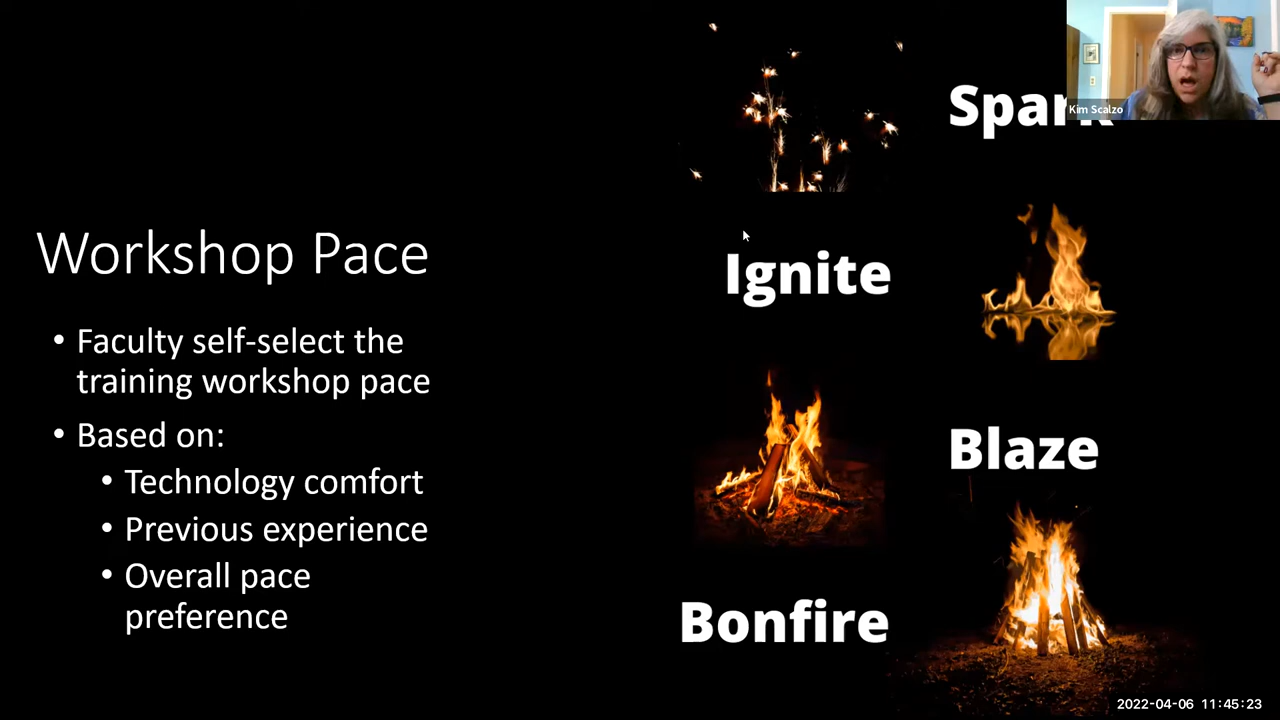 Workshop Pace
• Faculty self-select the
training workshop pace
• Based on:
• Technology comfort
• Previous experience
• Overall pace
preference
Spark
Kim Scalzo
Ignite
Blaze
Bonfire
2022-04-06 11:45:23